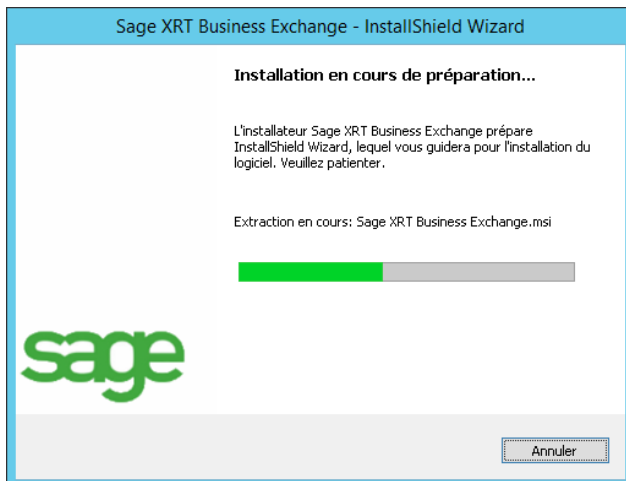 Sage XRT Business Exchange - InstallShield Wizard
Installation en cours de préparation...
L'installateur Sage XRT Business Exchange prépare
InstallShield Wizard, lequel vous guidera pour l'installation du
logiciel. Veuillez patienter.
Extraction en cours: Sage XRT Business Exchange.msi
sage
Annuler